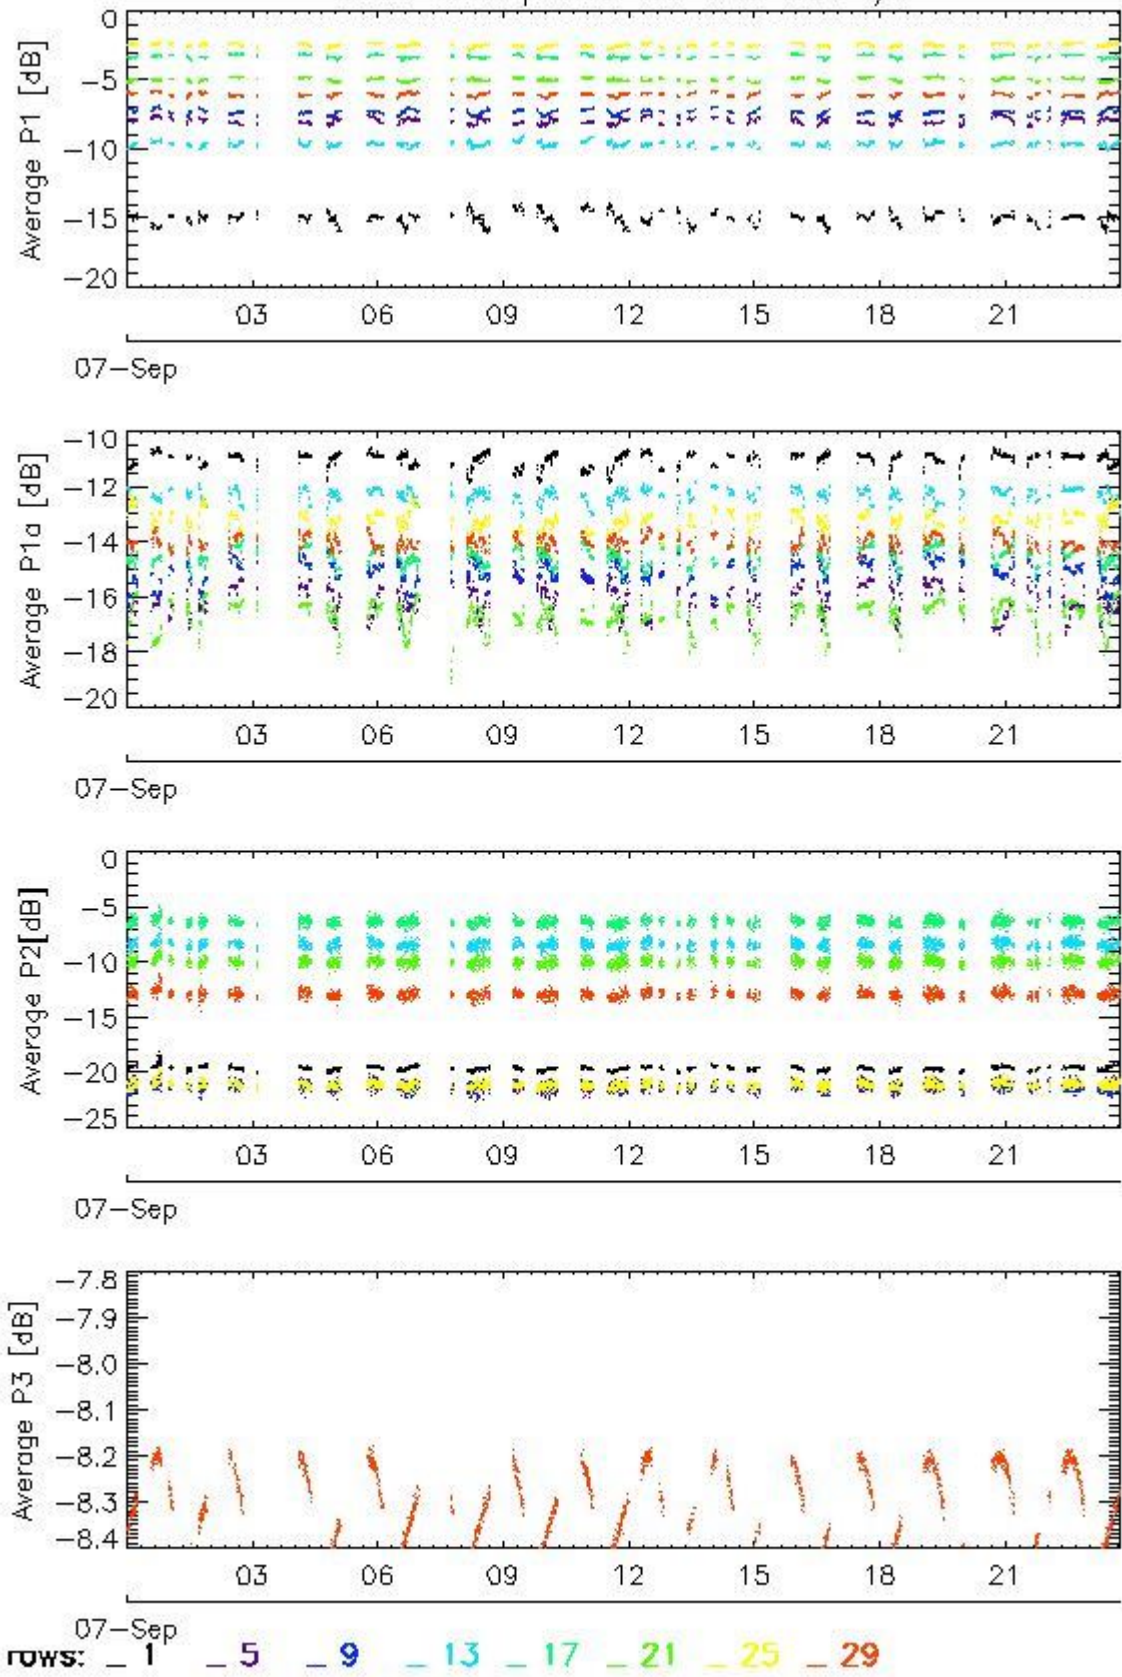 0
−5
−10
−15
−20
Average P1 [dB]
03 06 09 12 15 18 21
07−Sep
−10
−12
−14
−16
−18
−20
Average P1a [dB]
03 06 09 12 15 18 21
07−Sep
0
−5
−10
−15
−20
−25
Average P2[dB]
03 06 09 12 15 18 21
07−Sep
−7.8
−7.9
−8.0
−8.1
−8.2
−8.3
−8.4
Average P3 [dB]
03 06 09 12 15 18 21
07−Sep
rows: _ 1 _ 5 _ 9 _ 13 _ 17 _ 21 _ 25 _ 29